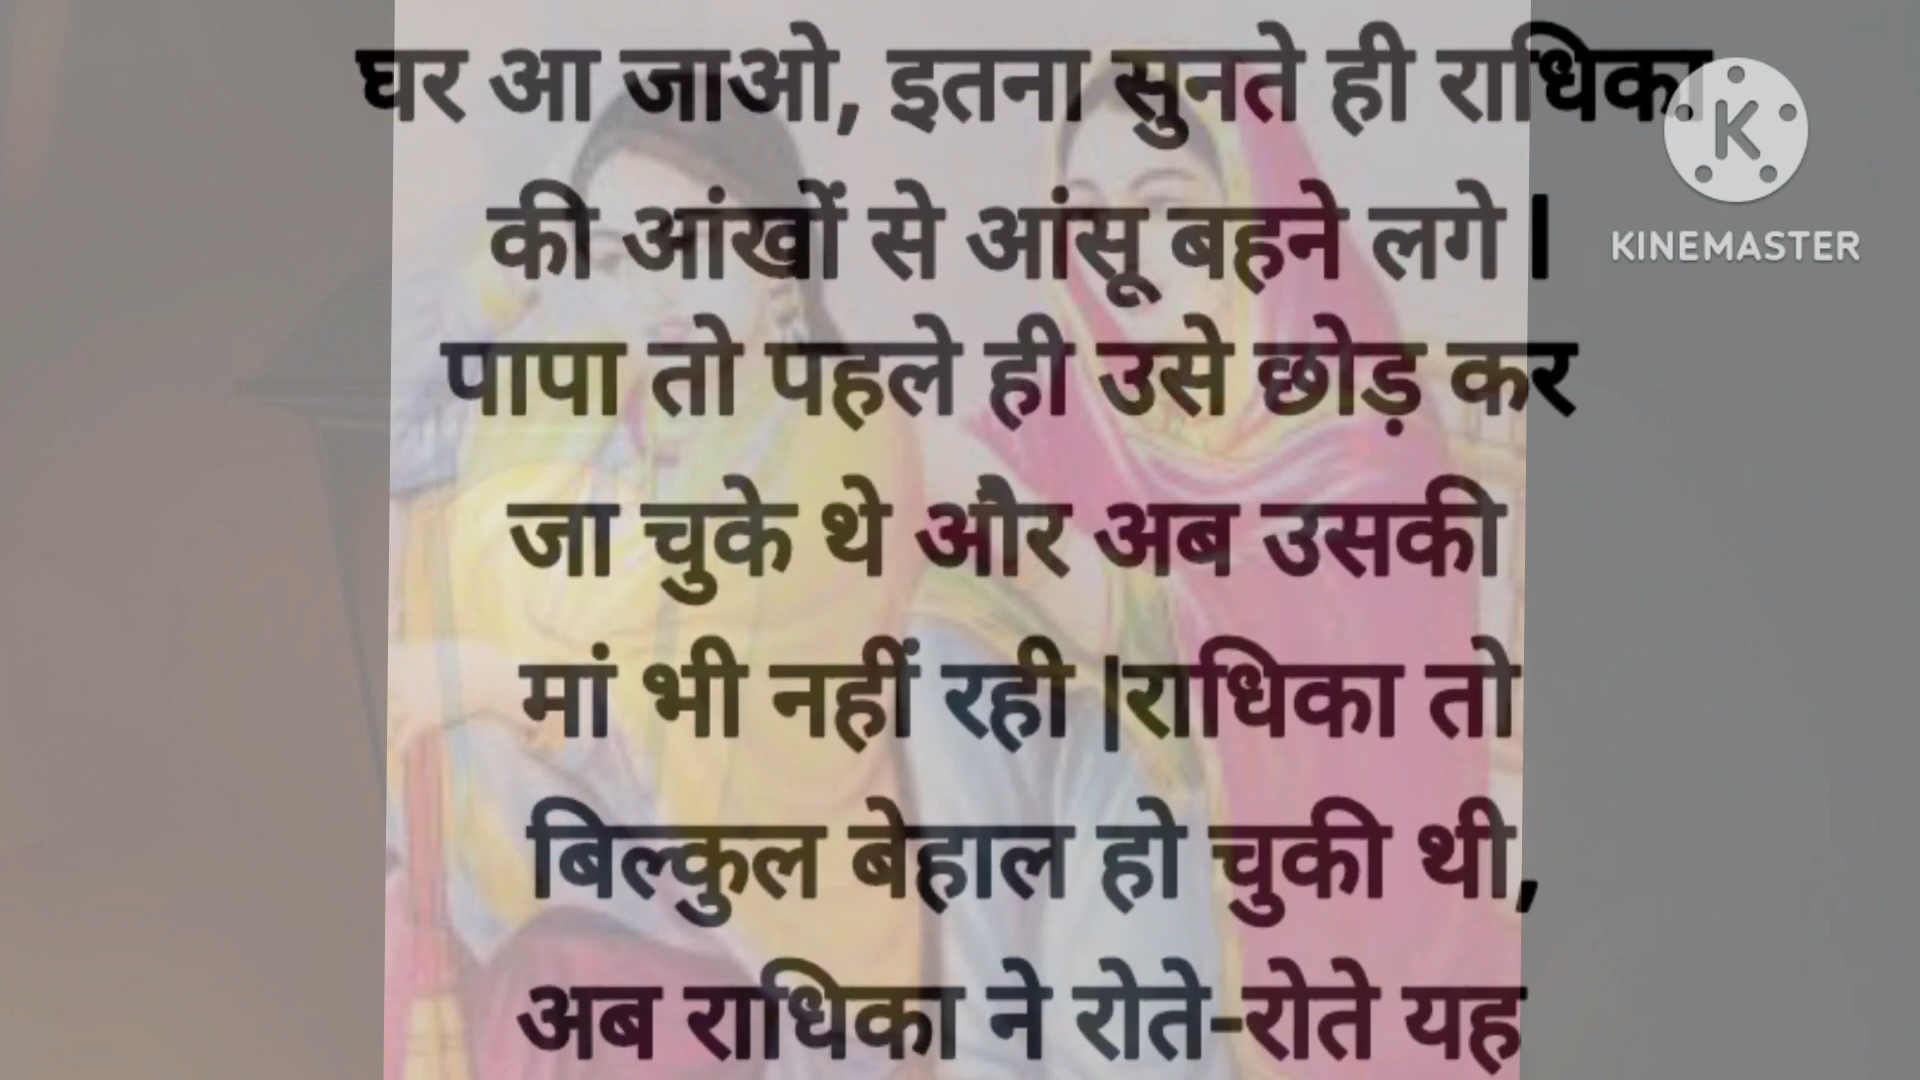 घर आ जाओ, इतना सुनते ही राधिका
की आंखों से आंसू बहने लगे |
पापा तो पहले ही उसे छोड़ कर
जा चुके थे और अब उसकी
मां भी नहीं रही |राधिका तो
बिल्कुल बेहाल हो चुकी थी,
अब राधिका ने रोते-रोते यह
K
KINEMASTER